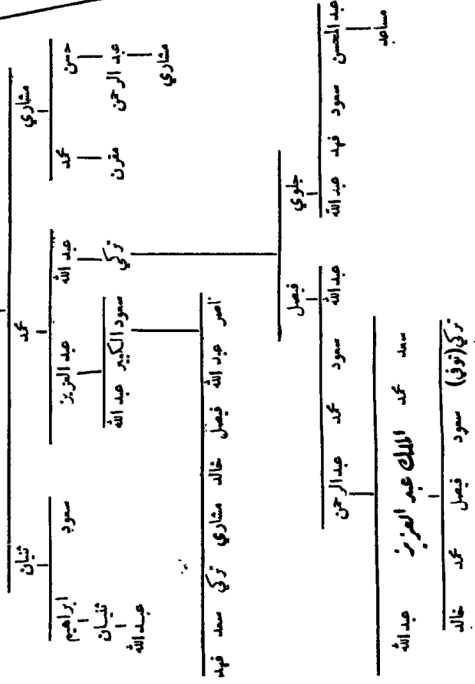 مشاري محمد ثنيان
حسن محمد عبد الله عبد العزيز سعود ابراهيم
عبد الرحمن مقرن تركي سعود الكبير عبد الله ثنيان
مشاري عبد الله
ناصر عبد الله فيصل خالد مشاري تركي سعد فهد
جلوي فيصل
عبد المحسن سعود فهد عبد الله عبد الله سعود محمد عبد الرحمن
مساعد سعد محمد الملك عبد العزيز عبد الله
تركي (توفي) سعود فيصل محمد خالد